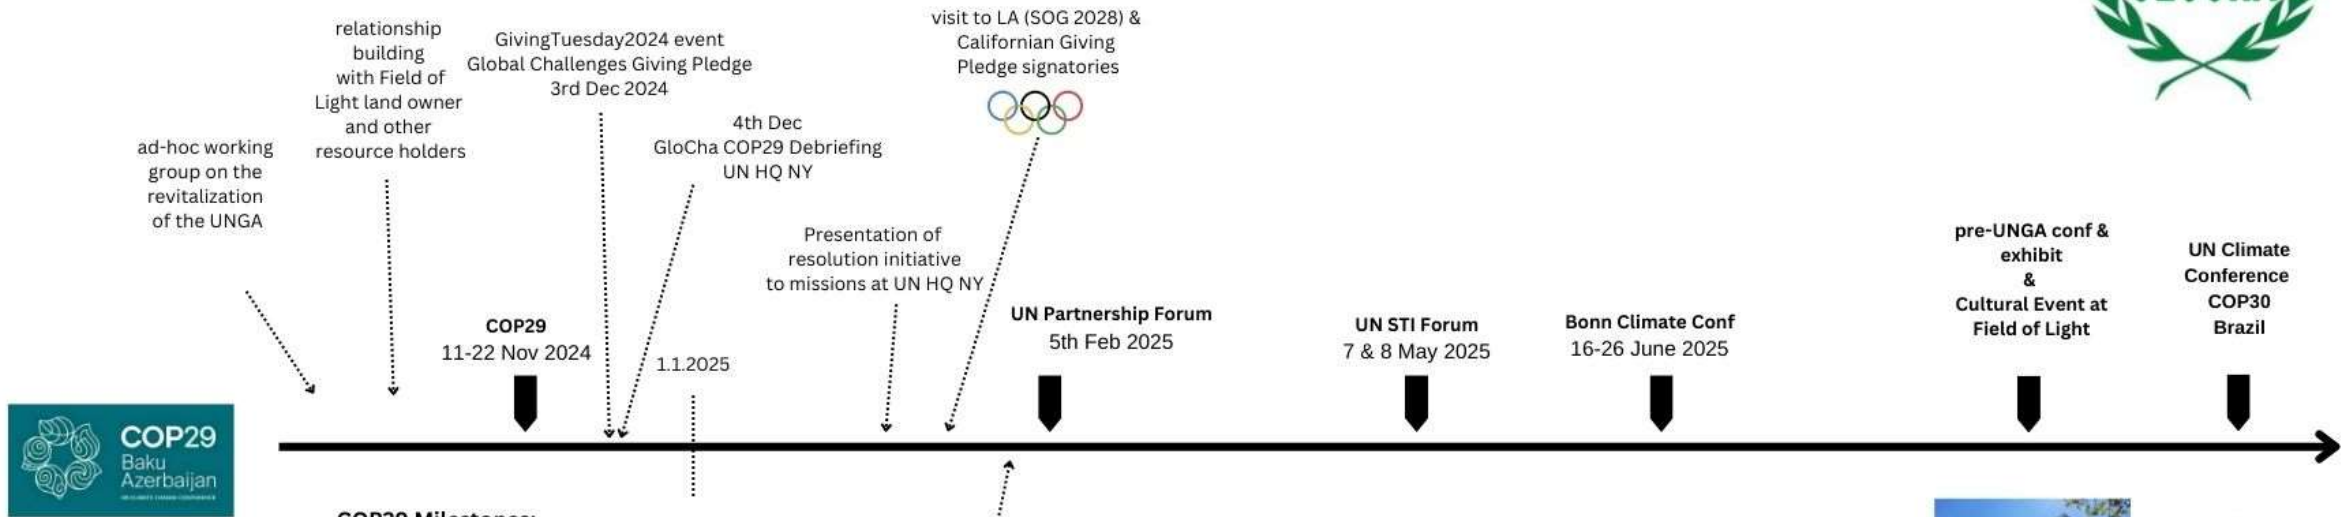 relationship
building
with Field of
Light land owner
and other
resource holders
GivingTuesday2024 event
Global Challenges Giving Pledge
3rd Dec 2024
visit to LA (SOG 2028) &
Californian Giving
Pledge signatories
ad-hoc working
group on the
revitalization
of the UNGA
4th Dec
GloCha COP29 Debriefing
UN HQ NY
Presentation of
resolution initiative
to missions at UN HQ NY
COP29
11-22 Nov 2024
1.1.2025
UN Partnership Forum
5th Feb 2025
UN STI Forum
7 & 8 May 2025
Bonn Climate Conf
16-26 June 2025
pre-UNGA conf &
exhibit
&
Cultural Event at
Field of Light
UN Climate
Conference
COP30
Brazil
COP29
Baku
Azerbaijan
COP29 Milestones: